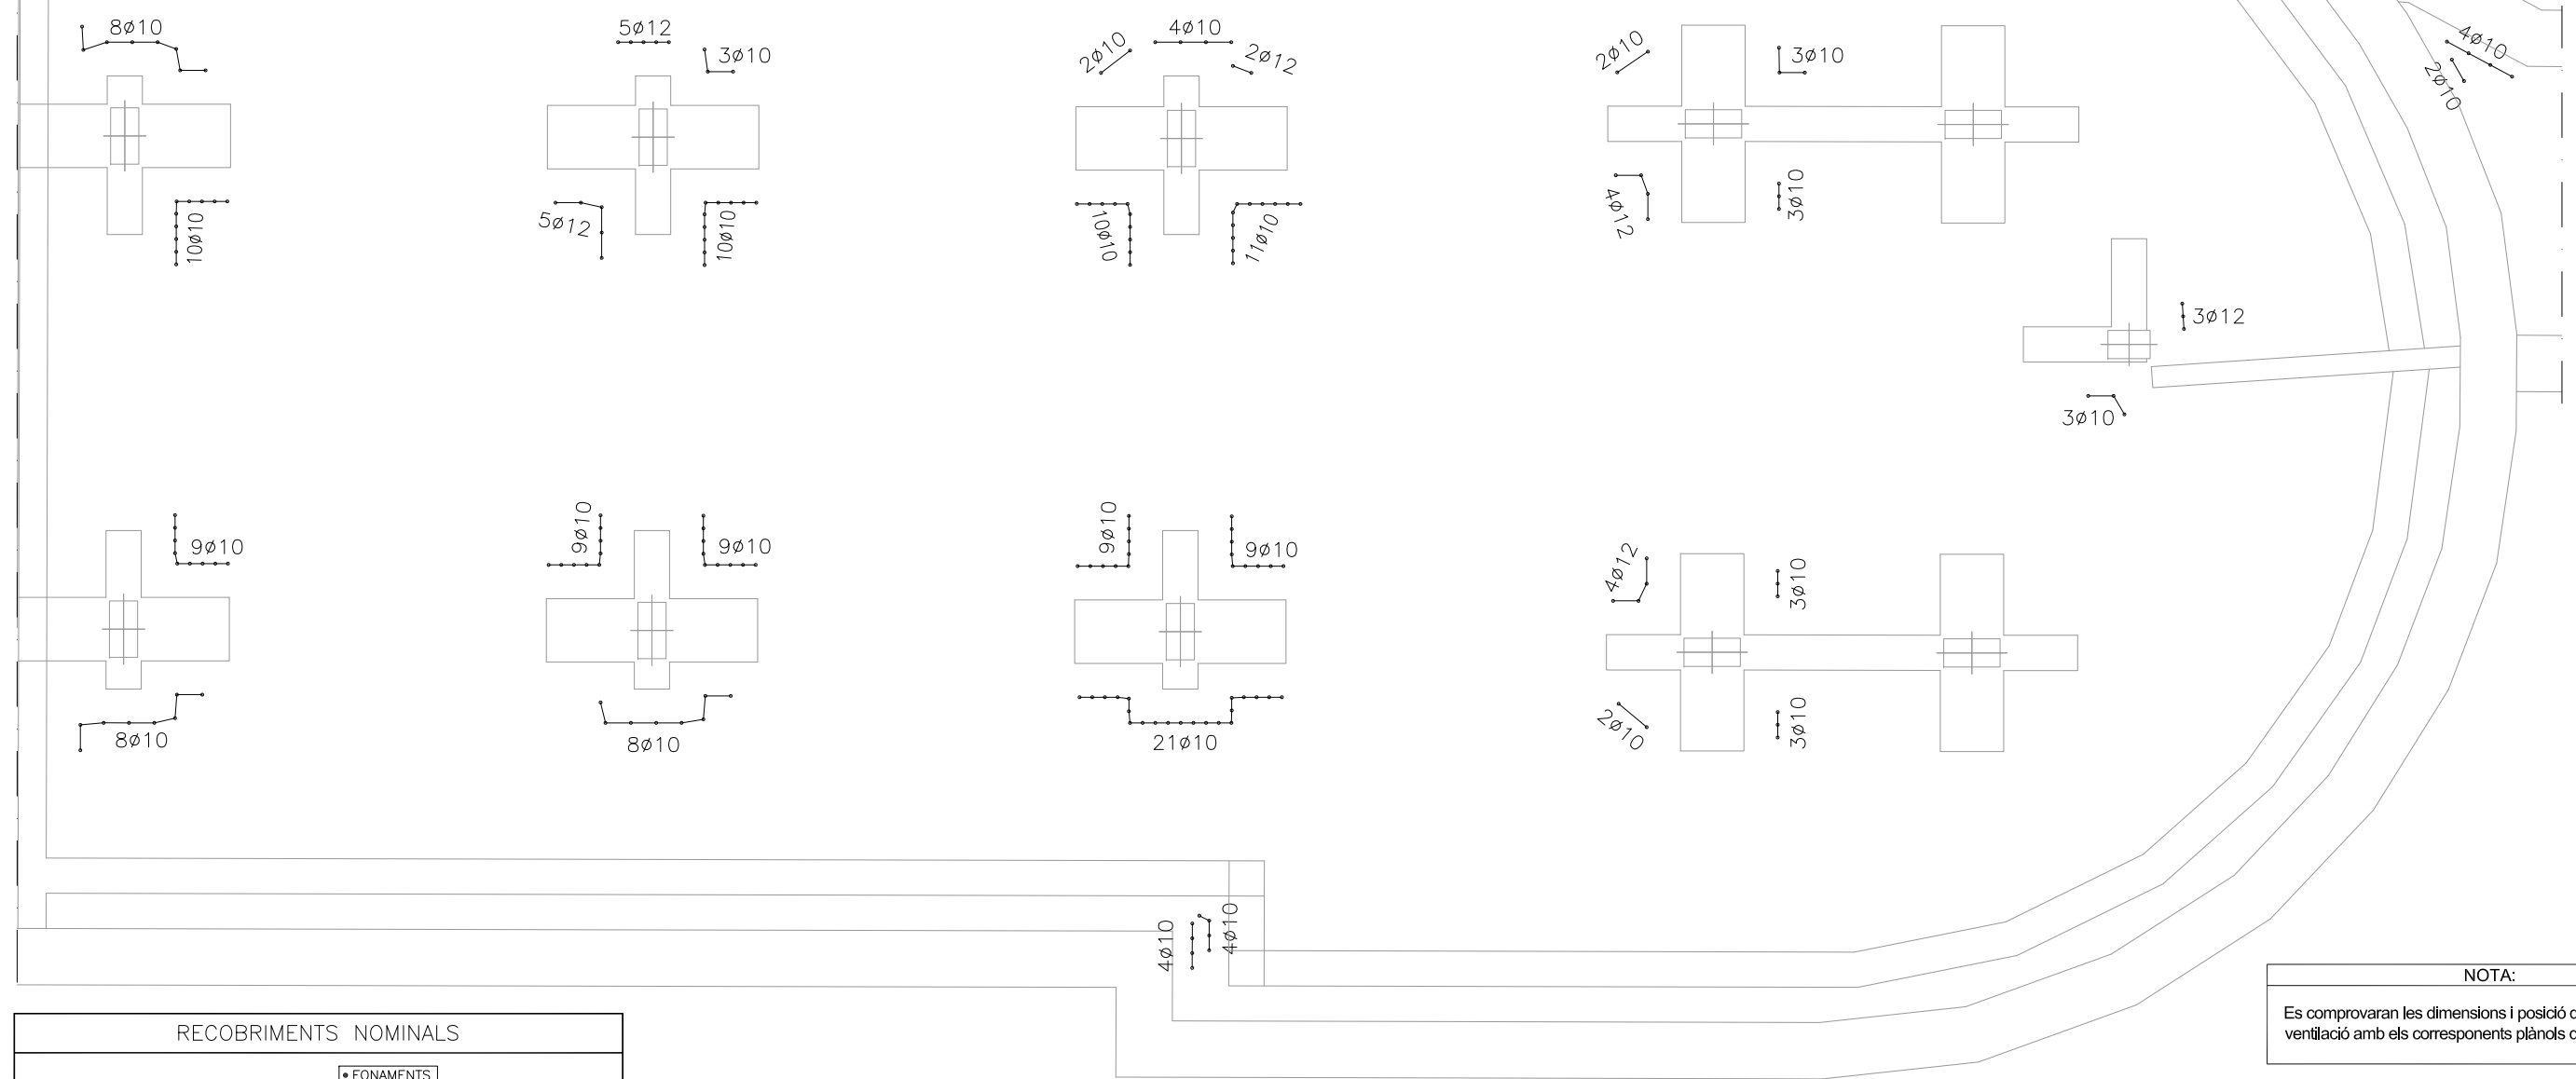 8ø10
5ø12
3ø10
2ø10
4ø10
2ø12
2ø10
3ø10
4ø10
2ø10
10ø10
5ø12
10ø10
10ø10
11ø10
4ø12
3ø10
3ø12
3ø10
9ø10
9ø10
9ø10
9ø10
9ø10
4ø12
3ø10
8ø10
8ø10
21ø10
2ø10
3ø10
4ø10
4ø10
NOTA:
Es comprovaran les dimensions i posició
ventilació amb els corresponents plànols
RECOBRIMENTS NOMINALS
• FONAMENTS